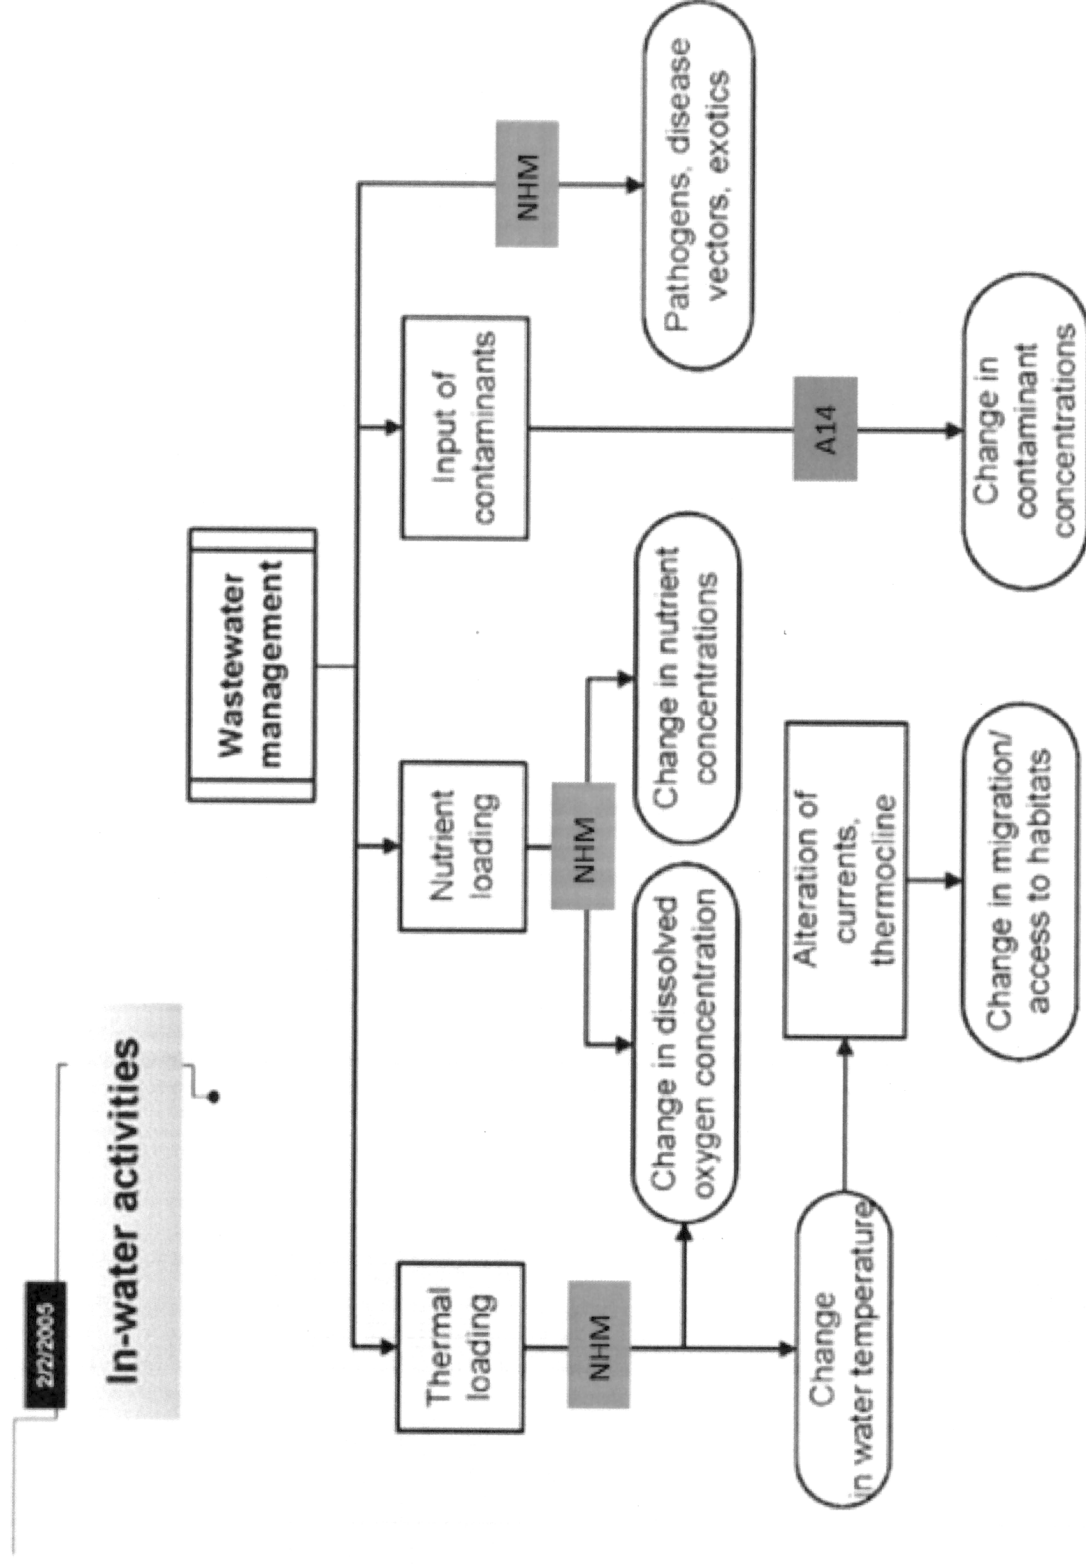 2/2/2005
In-water activities
Wastewater
management
Thermal
loading
Nutrient
loading
Input of
contaminants
NHM
NHM
NHM
Change in dissolved
oxygen concentration
Change in nutrient
concentrations
Pathogens, disease
vectors, exotics
Change
in water temperature
Alteration of
currents,
thermocline
A14
Change in migration/
access to habitats
Change in
contaminant
concentrations